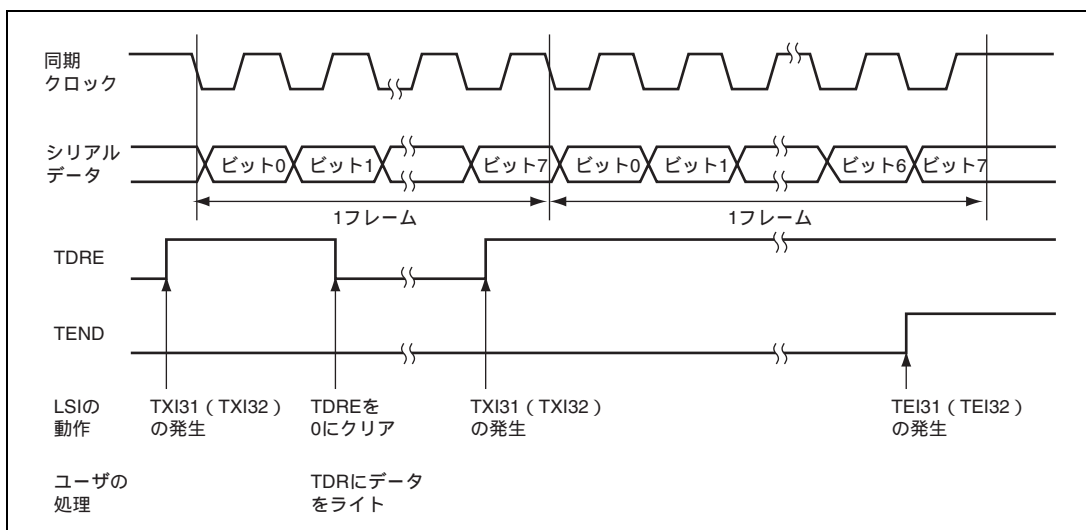 同期
クロック
シリアル
データ
ビット0 ビット1 ビット7 ビット0 ビット1 ビット6 ビット7
1フレーム 1フレーム
TDRE
TEND
LSIの
動作
TXI31(TXI32)
の発生
TDREを
0にクリア
TXI31(TXI32)
の発生
TEI31(TEI32)
の発生
ユーザの
処理
TDRにデータ
をライト